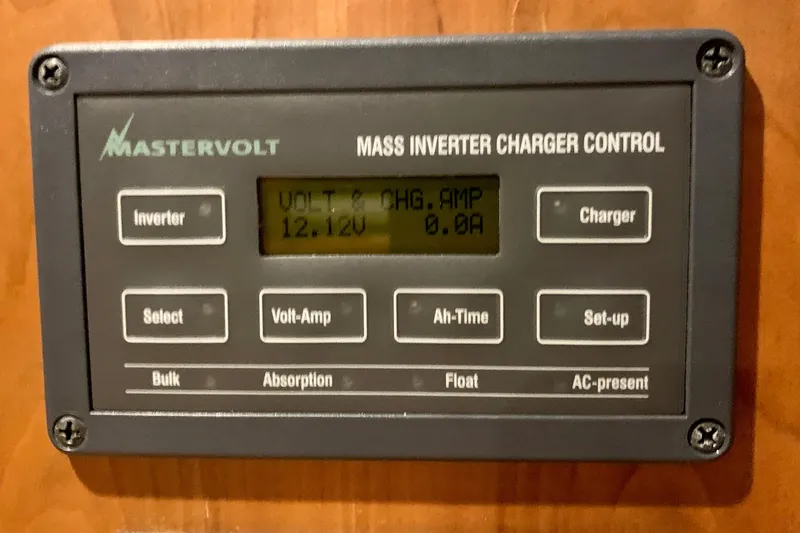 MASTERVOLT
MASS INVERTER CHARGER CONTROL
Inverter
VOLT & CHG.AMP
12.12V 0.0A
Charger
Select
Volt-Amp
Ah-Time
Set-up
Bulk
Absorption
Float
AC-present